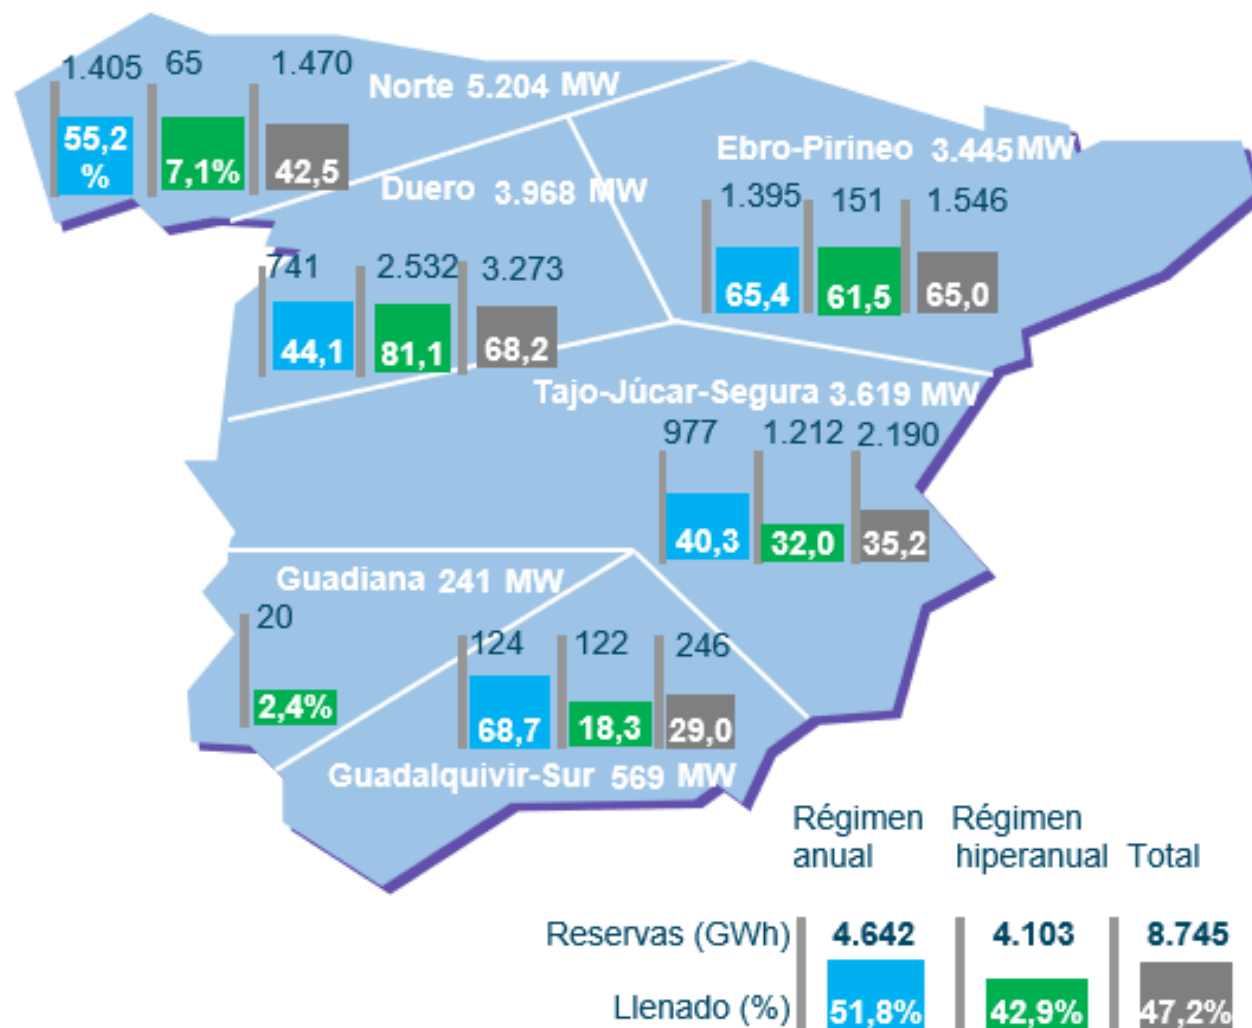 1.405 65 1.470
Norte 5.204 MW
55,2
%
7,1%
42,5
Ebro-Pirineo 3.445 MW
1.395 151 1.546
65,4 61,5 65,0
Duero 3.968 MW
741 2.532 3.273
44,1 81,1 68,2
Tajo-Júcar-Segura 3.619 MW
977 1.212 2.190
40,3 32,0 35,2
Guadiana 241 MW
20
2,4%
124 122 246
68,7 18,3 29,0
Guadalquivir-Sur 569 MW
Régimen
anual
Régimen
hiperanual
Total
Reservas (GWh) 4.642 4.103 8.745
Llenado (%) 51,8% 42,9% 47,2%